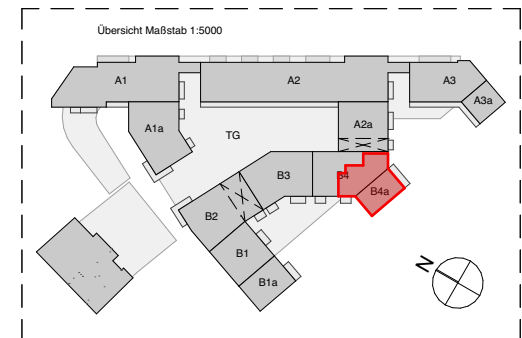 Übersicht Maßstab 1:5000
A1
A2
A3
A3a
A1a
TG
A2a
B3
B4
B4a
B2
B1
B1a
N